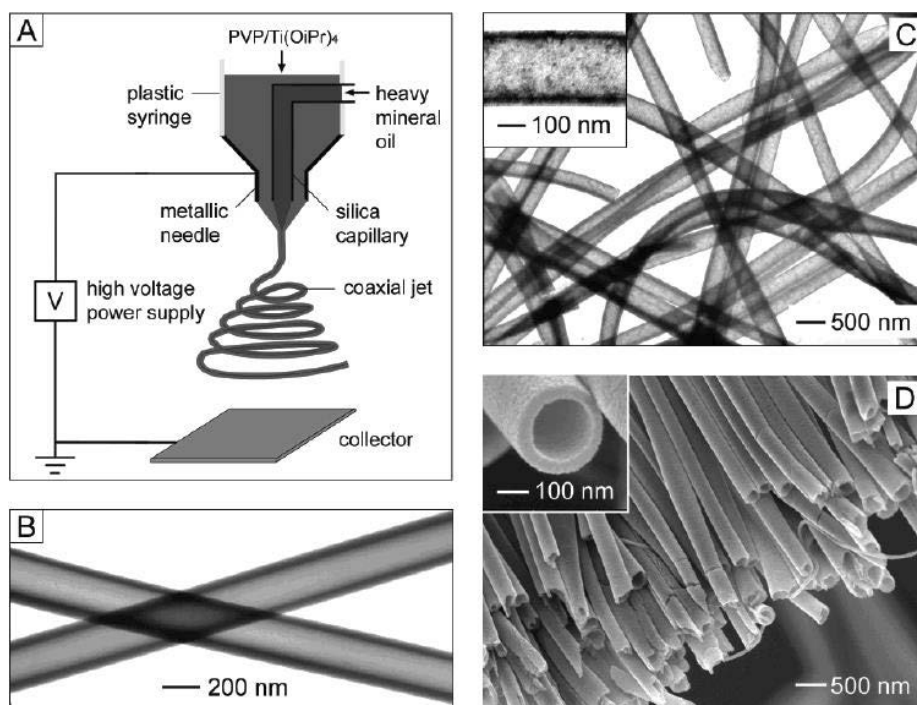 A
PVP/Ti(OiPr)₄
plastic
syringe
heavy
mineral
oil
metallic
needle
silica
capillary
V
high voltage
power supply
coaxial jet
collector
B
200 nm
C
100 nm
500 nm
D
100 nm
500 nm